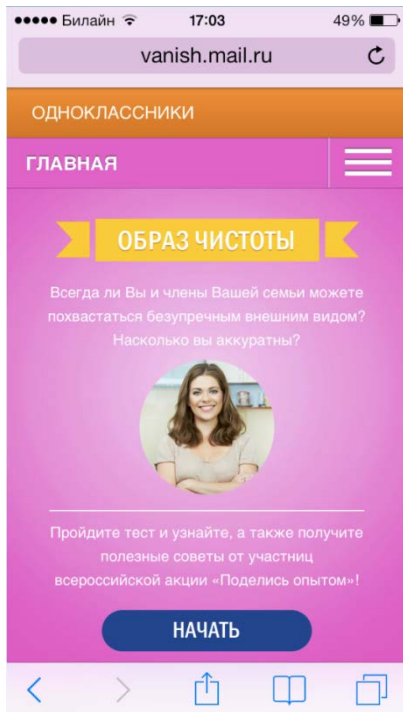 Билайн 17:03 49%
vanish.mail.ru
ОДНОКЛАССНИКИ
ГЛАВНАЯ
ОБРАЗ ЧИСТОТЫ
Всегда ли Вы и члены Вашей семьи можете
похвастаться безупречным внешним видом?
Насколько вы аккуратны?
Пройдите тест и узнайте, а также получите
полезные советы от участниц
всероссийской акции «Поделись опытом»!
НАЧАТЬ